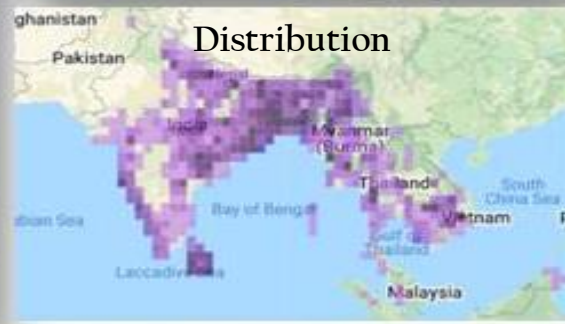 ghanistan
Distribution
Pakistan
India
Myanmar
(Burma)
Thailand
South
China Sea
Vietnam
Bay of Bengal
bian Sea
Gulf of
Thailand
Laccadive Sea
Malaysia